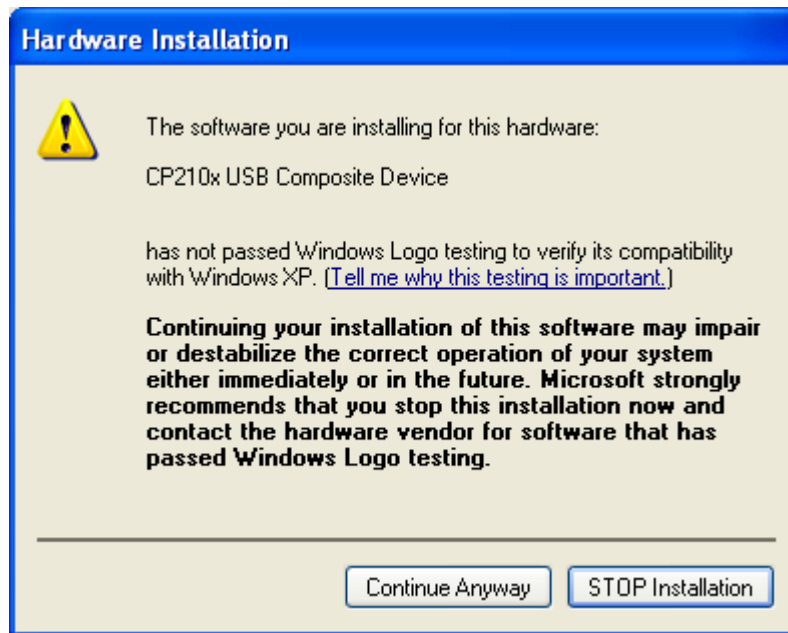 Hardware Installation
The software you are installing for this hardware:
CP210x USB Composite Device
has not passed Windows Logo testing to verify its compatibility
with Windows XP. (Tell me why this testing is important.)
Continuing your installation of this software may impair
or destabilize the correct operation of your system
either immediately or in the future. Microsoft strongly
recommends that you stop this installation now and
contact the hardware vendor for software that has
passed Windows Logo testing.
Continue Anyway
STOP Installation